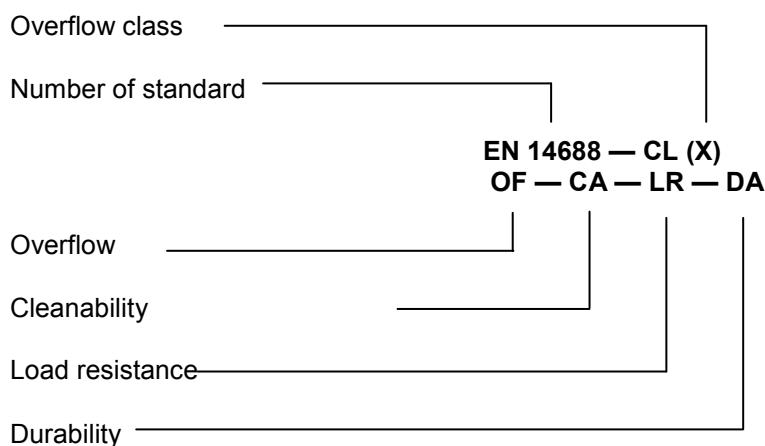 Overflow class
Number of standard
EN 14688 — CL (X)
OF — CA — LR — DA
Overflow
Cleanability
Load resistance
Durability